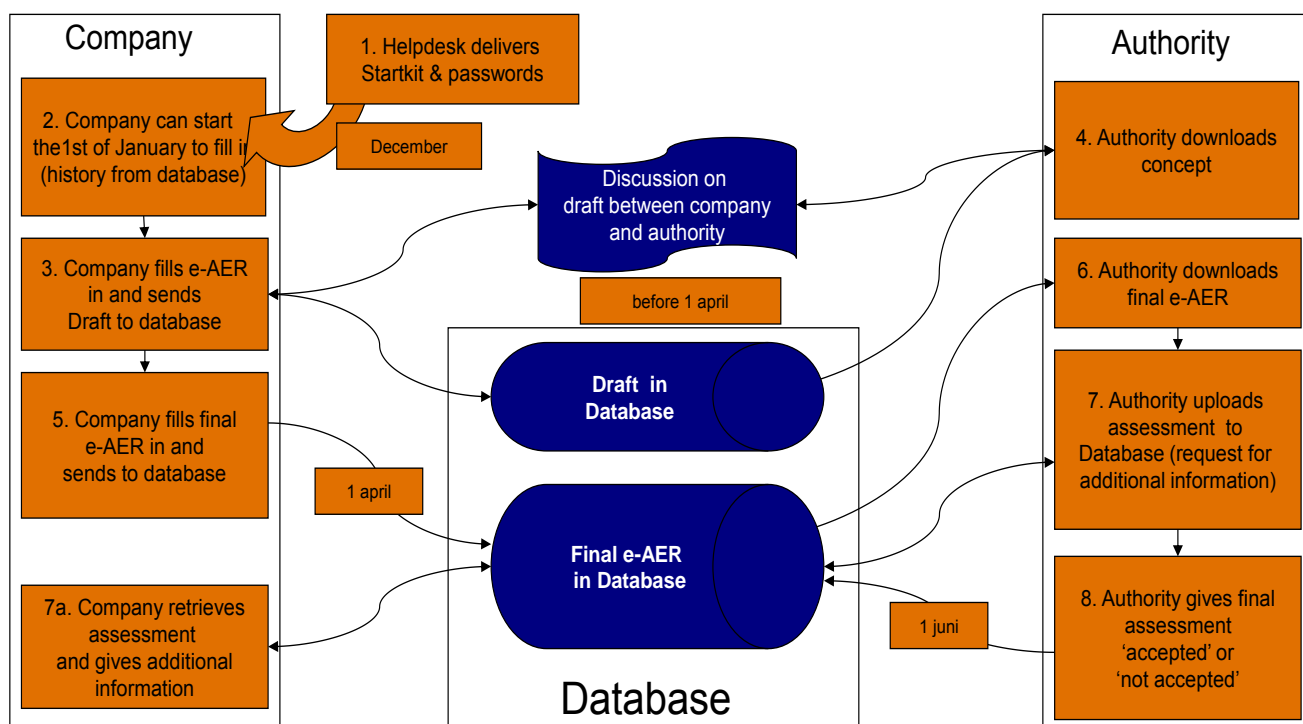 Company
1. Helpdesk delivers
Startkit & passwords
Authority
2. Company can start
the1st of January to fill in
(history from database)
December
4. Authority downloads
concept
Discussion on
draft between company
and authority
3. Company fills e-AER
in and sends
Draft to database
6. Authority downloads
final e-AER
before 1 april
Draft in
Database
5. Company fills final
e-AER in and
sends to database
7. Authority uploads
assessment to
Database (request for
additional information)
1 april
Final e-AER
in Database
7a. Company retrieves
assessment
and gives additional
information
1 juni
8. Authority gives final
assessment
‘accepted’ or
‘not accepted’
Database